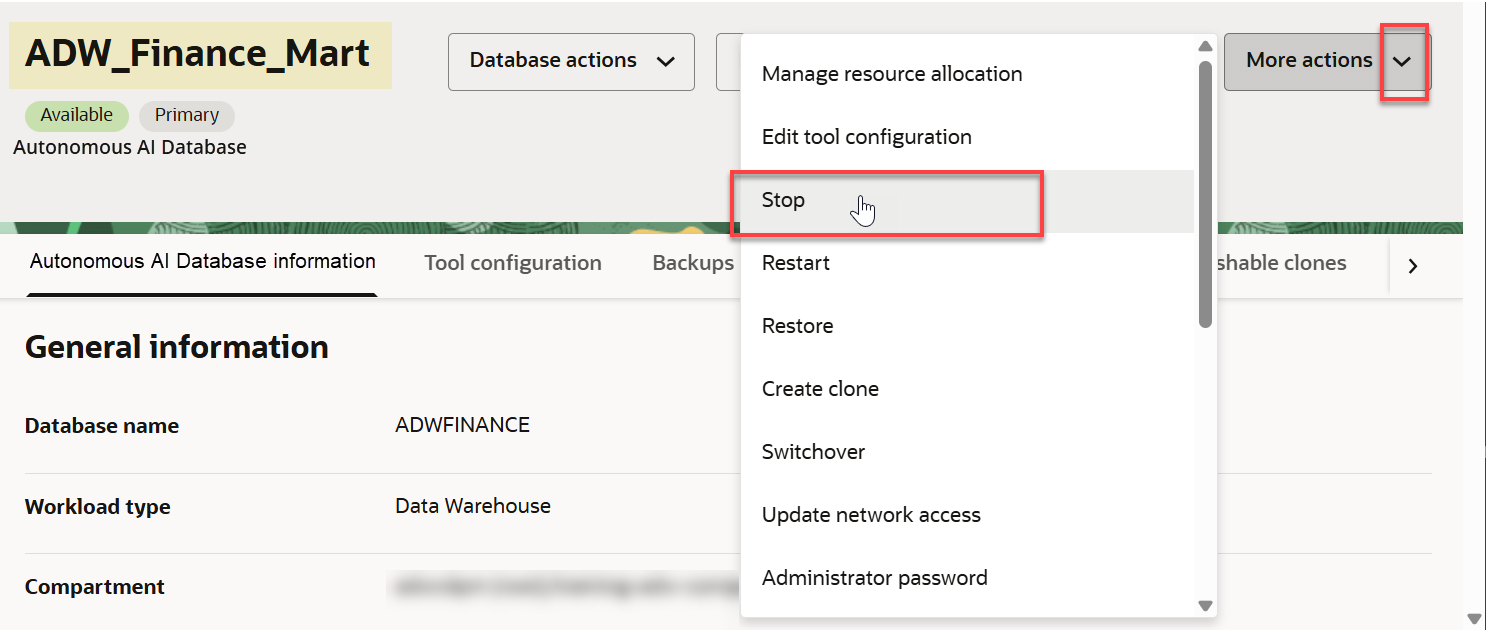 ADW_Finance_Mart
Database actions
More actions
Available
Primary
Autonomous AI Database
Manage resource allocation
Edit tool configuration
Stop
Restart
Restore
Create clone
Switchover
Update network access
Administrator password
Autonomous AI Database information
Tool configuration
Backups
shable clones
General information
Database name
ADWFINANCE
Workload type
Data Warehouse
Compartment